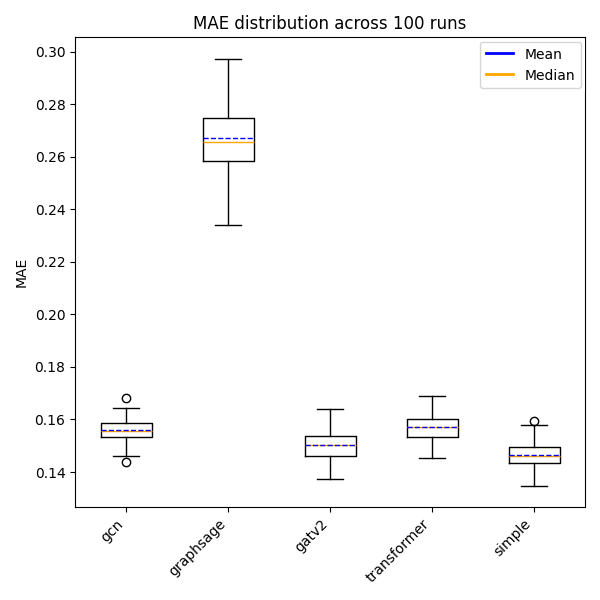 MAE distribution across 100 runs
Mean
Median
MAE
0.30
0.28
0.26
0.24
0.22
0.20
0.18
0.16
0.14
gcn
graphsage
gatv2
transformer
simple